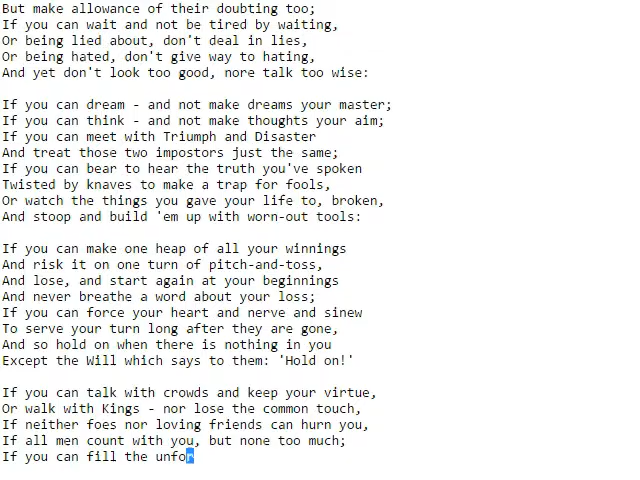 But make allowance of their doubting too;
If you can wait and not be tired by waiting,
Or being lied about, don't deal in lies,
Or being hated, don't give way to hating,
And yet don't look too good, nore talk too wise:

If you can dream - and not make dreams your master;
If you can think - and not make thoughts your aim;
If you can meet with Triumph and Disaster
And treat those two impostors just the same;
If you can bear to hear the truth you've spoken
Twisted by knaves to make a trap for fools,
Or watch the things you gave your life to, broken,
And stoop and build 'em up with worn-out tools:

If you can make one heap of all your winnings
And risk it on one turn of pitch-and-toss,
And lose, and start again at your beginnings
And never breathe a word about your loss;
If you can force your heart and nerve and sinew
To serve your turn long after they are gone,
And so hold on when there is nothing in you
Except the Will which says to them: 'Hold on!'

If you can talk with crowds and keep your virtue,
Or walk with Kings - nor lose the common touch,
If neither foes nor loving friends can hurn you,
If all men count with you, but none too much;
If you can fill the unfor